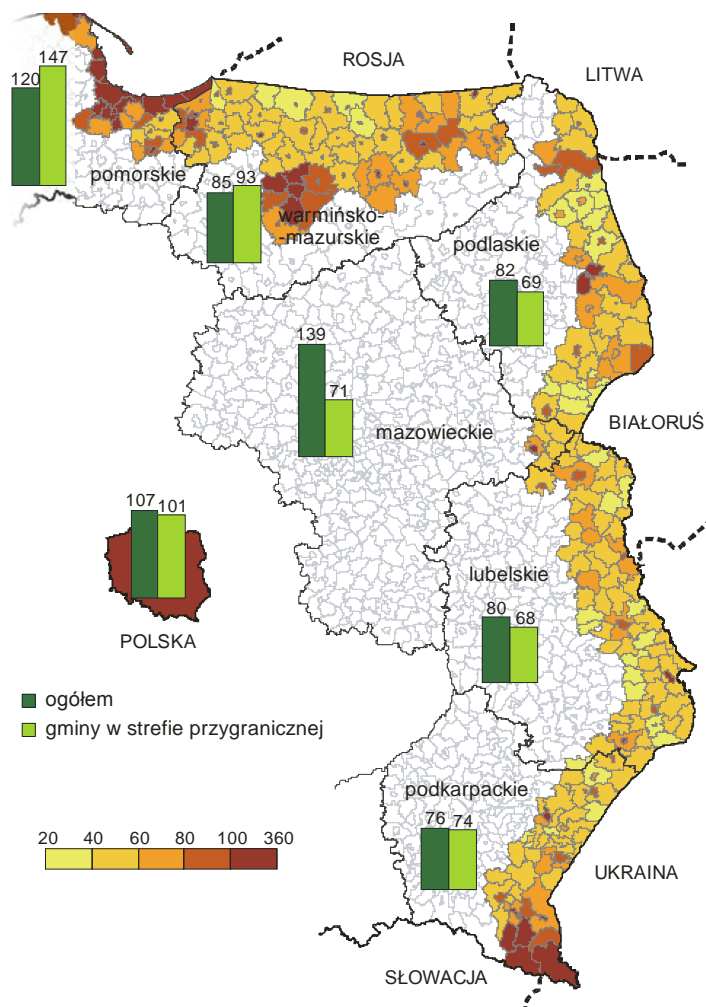 147
120
ROSJA
LITWA
pomorskie
85 93
warmińsko-
-mazurskie
podlaskie
82
69
139
71
mazowieckie
BIAŁORUŚ
107 101
POLSKA
lubelskie
80
68
ogółem
gminy w strefie przygranicznej
podkarpackie
76 74
20 40 60 80 100 360
UKRAINA
SŁOWACJA